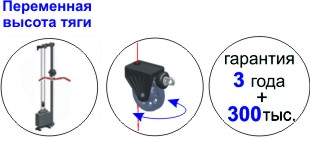 Переменная
высота тяги
гарантия
3 года
+
300тыс.